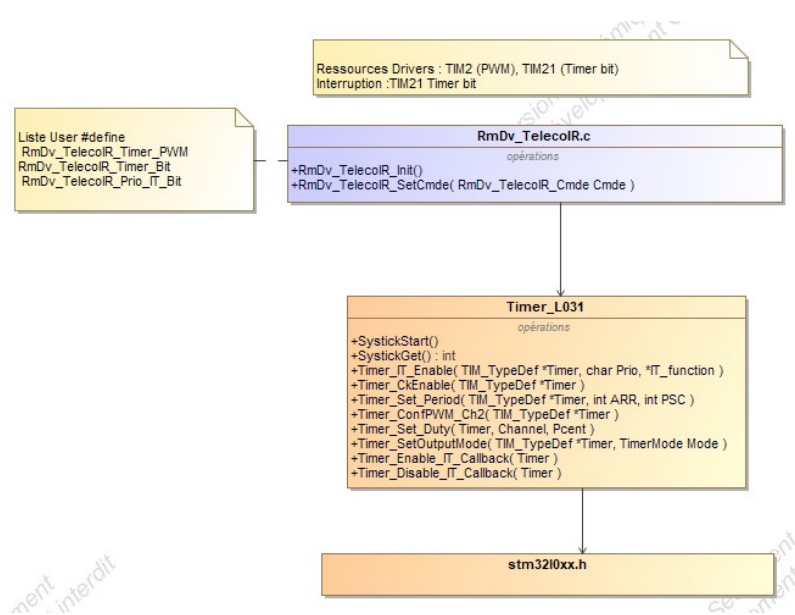 Ressources Drivers : TIM2 (PWM), TIM21 (Timer bit)
Interruption :TIM21 Timer bit
Liste User #define
RmDv_TelecoIR_Timer_PWM
RmDv_TelecoIR_Timer_Bit
RmDv_TelecoIR_Prio_IT_Bit
RmDv_TelecoIR.c
opérations
+RmDv_TelecoIR_Init()
+RmDv_TelecoIR_SetCmde( RmDv_TelecoIR_Cmde Cmde )
Timer_L031
opérations
+SystickStart()
+SystickGet() : int
+Timer_IT_Enable( TIM_TypeDef *Timer, char Prio, *IT_function )
+Timer_CkEnable( TIM_TypeDef *Timer )
+Timer_Set_Period( TIM_TypeDef *Timer, int ARR, int PSC )
+Timer_ConfPWM_Ch2( TIM_TypeDef *Timer )
+Timer_Set_Duty( Timer, Channel, Pcent )
+Timer_SetOutputMode( TIM_TypeDef *Timer, TimerMode Mode )
+Timer_Enable_IT_Callback( Timer )
+Timer_Disable_IT_Callback( Timer )
stm32l0xx.h
interdit